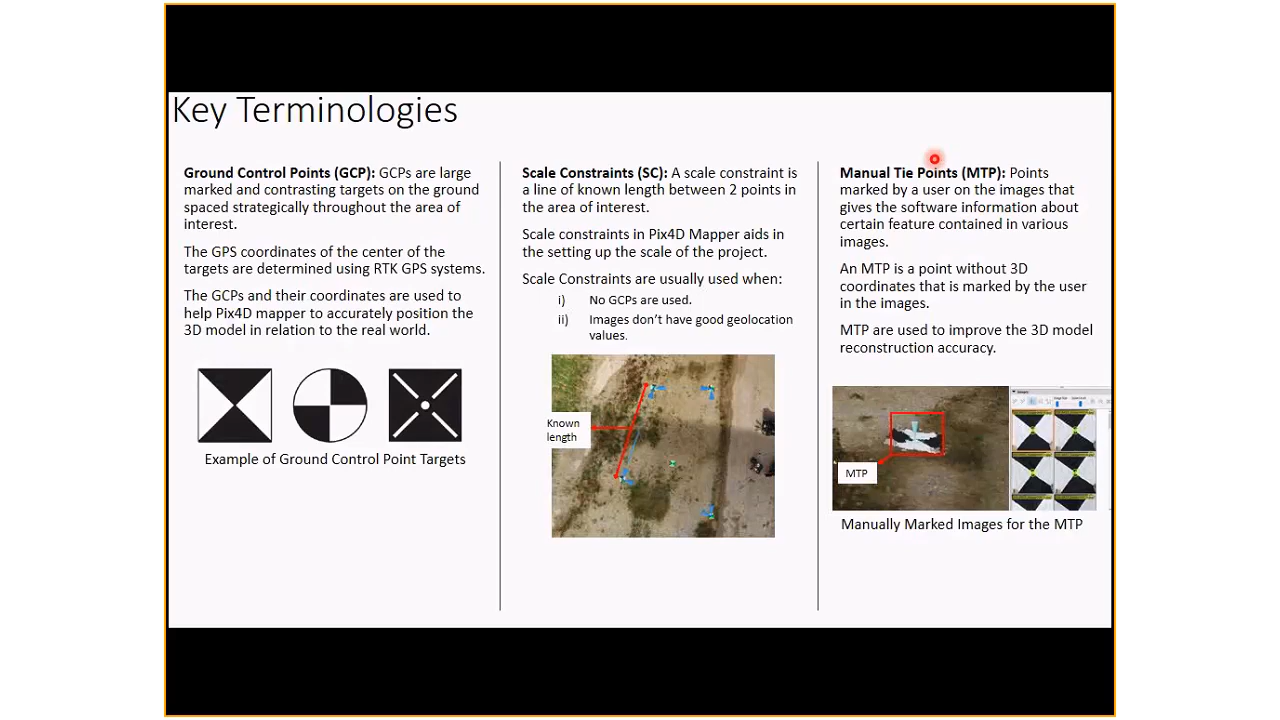 Key Terminologies
Ground Control Points (GCP): GCPs are large
marked and contrasting targets on the ground
spaced strategically throughout the area of
interest.
The GPS coordinates of the center of the
targets are determined using RTK GPS systems.
The GCPs and their coordinates are used to
help Pix4D mapper to accurately position the
3D model in relation to the real world.
Example of Ground Control Point Targets
Scale Constraints (SC): A scale constraint is
a line of known length between 2 points in
the area of interest.
Scale constraints in Pix4D Mapper aids in
the setting up the scale of the project.
Scale Constraints are usually used when:
i) No GCPs are used.
ii) Images don't have good geolocation
values.
Known
length
Manual Tie Points (MTP): Points
marked by a user on the images that
gives the software information about
certain feature contained in various
images.
An MTP is a point without 3D
coordinates that is marked by the user
in the images.
MTP are used to improve the 3D model
reconstruction accuracy.
MTP
Manually Marked Images for the MTP